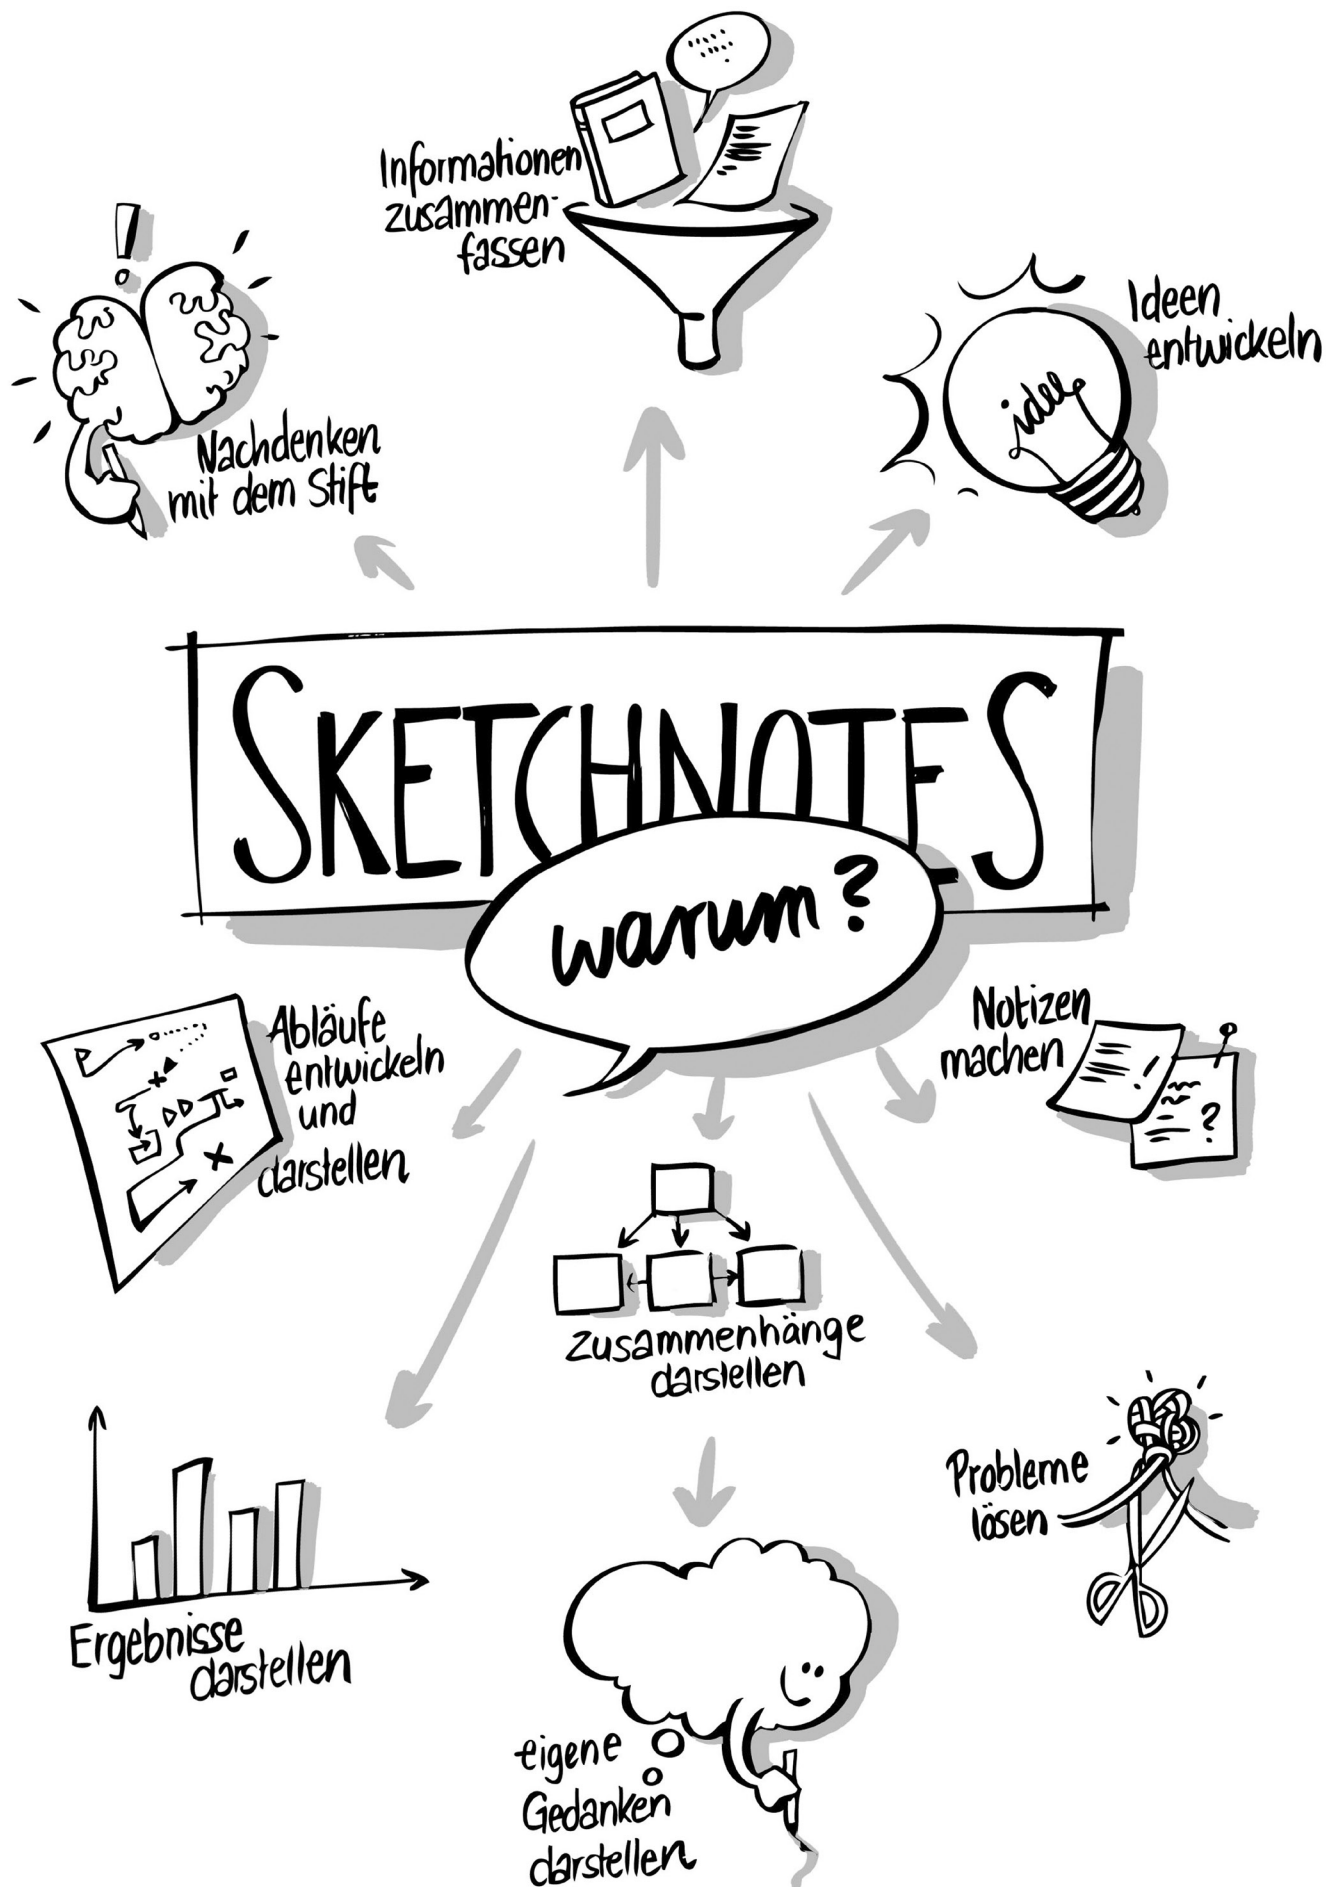 Informationen
zusammen-
fassen
Nachdenken
mit dem Stift
Ideen
entwickeln
idee
SKETCHNOTES
warum?
Abläufe
entwickeln
und
darstellen
Notizen
machen
!
?
Zusammenhänge
darstellen
Probleme
lösen
Ergebnisse
darstellen
eigene
Gedanken
darstellen